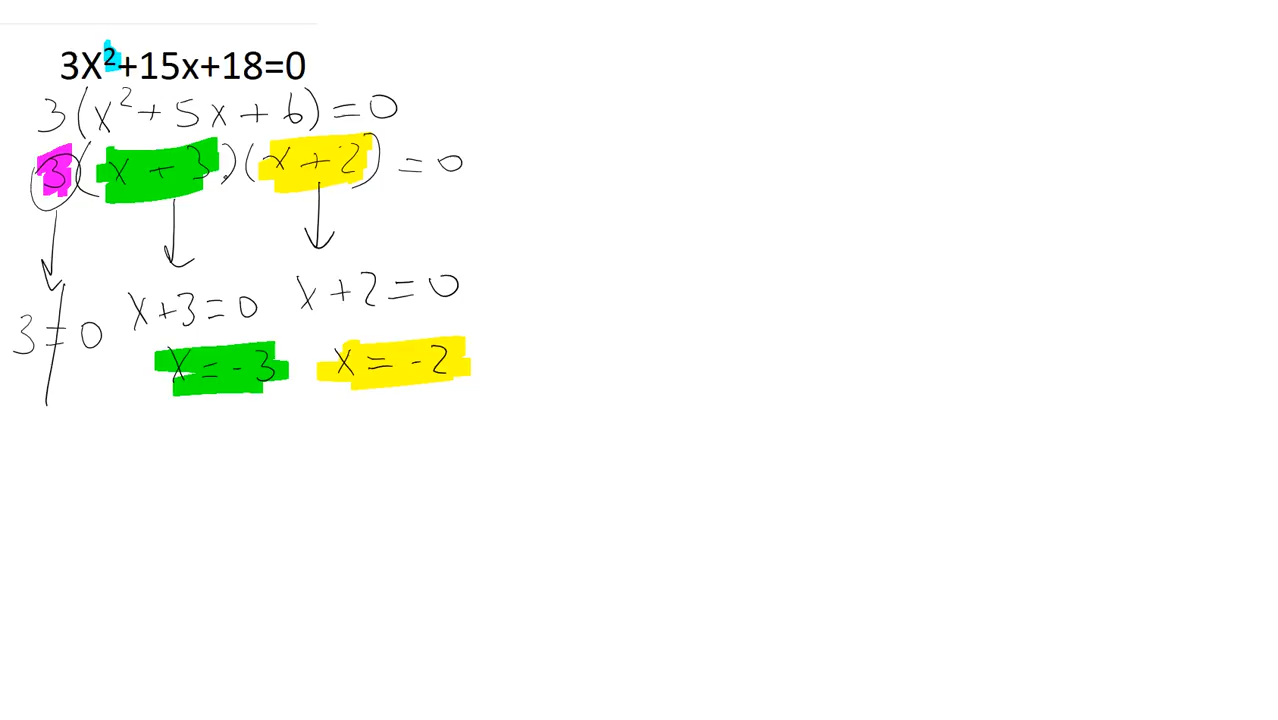 3X²+15x+18=0
3(x²+5x+6)=0
3(x+3)(x+2)=0
3=0 x+3=0 x+2=0
x=-3 x=-2